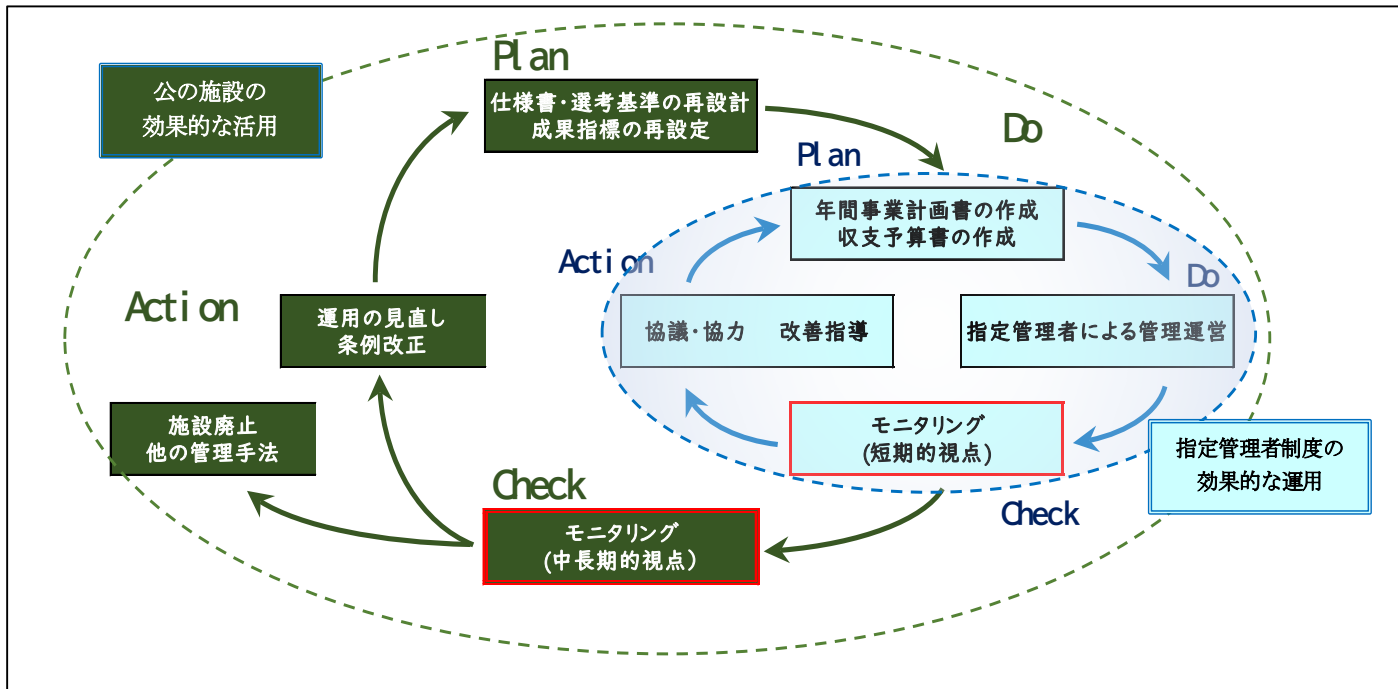 Plan
公の施設の
効果的な活用
仕様書・選考基準の再設計
成果指標の再設定
Do
Plan
年間事業計画書の作成
収支予算書の作成
Action
Do
Action
運用の見直し
条例改正
協議・協力　改善指導
指定管理者による管理運営
施設廃止
他の管理手法
モニタリング
(短期的視点)
指定管理者制度の
効果的な運用
Check
Check
モニタリング
(中長期的視点)